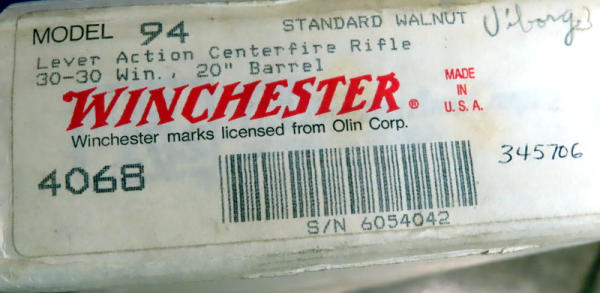 MODEL 94 STANDARD WALNUT Viborg
Lever Action Centerfire Rifle
30-30 Win., 20" Barrel
WINCHESTER® MADE IN U.S.A.
Winchester marks licensed from Olin Corp.
345706
4068
S/N 6054042